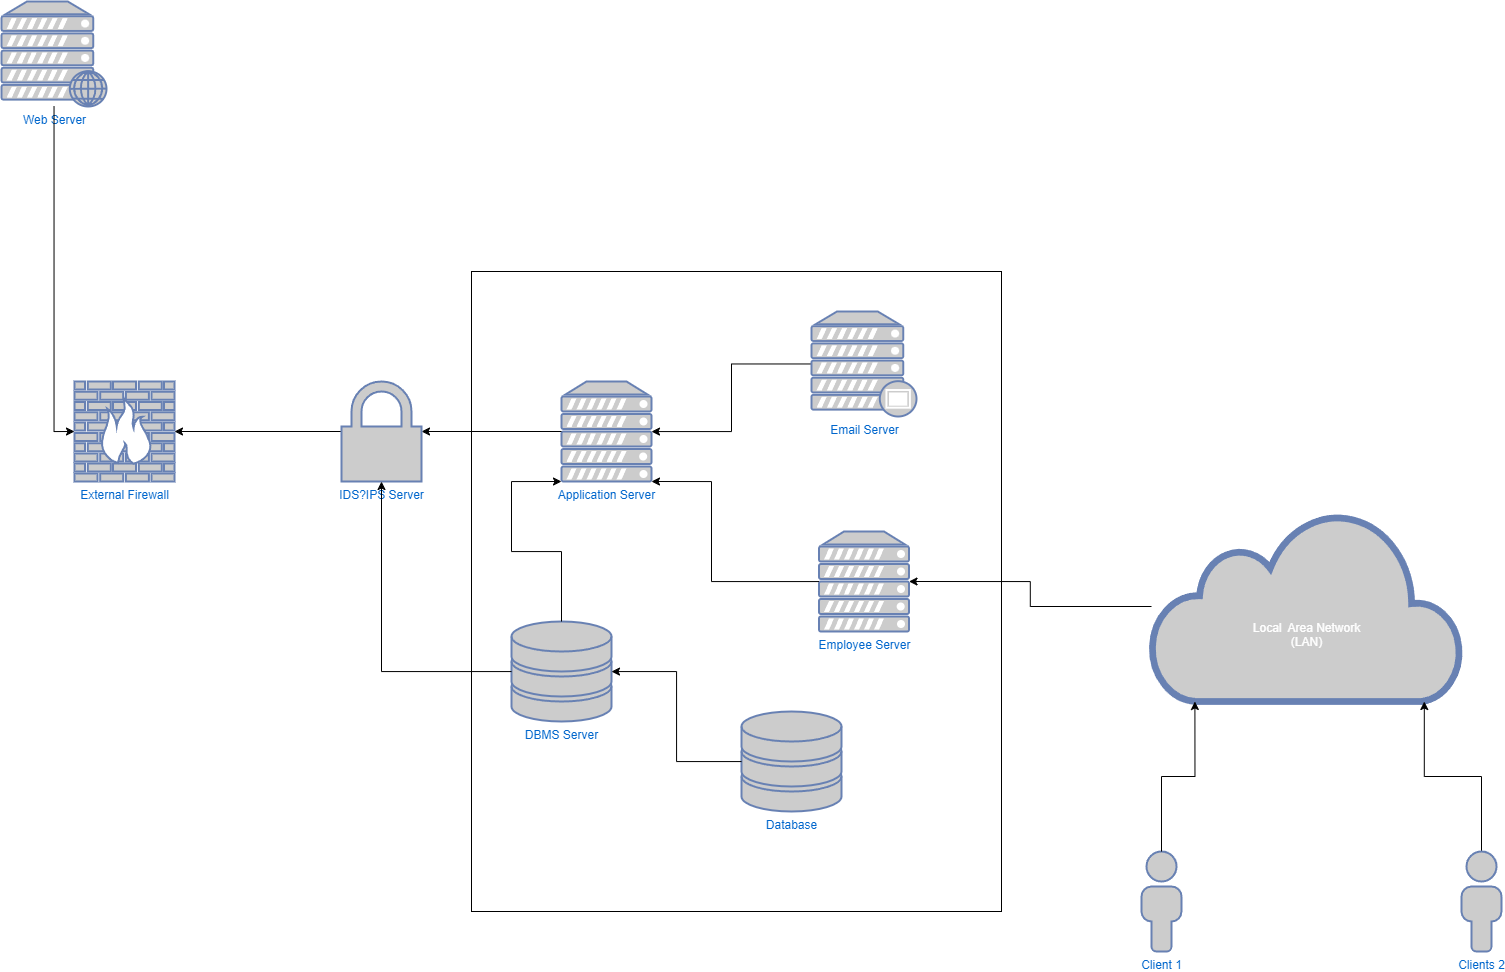 Web Server
Email Server
External Firewall
IDS?IPS Server
Application Server
Local Area Network
(LAN)
Employee Server
DBMS Server
Database
Client 1
Clients 2